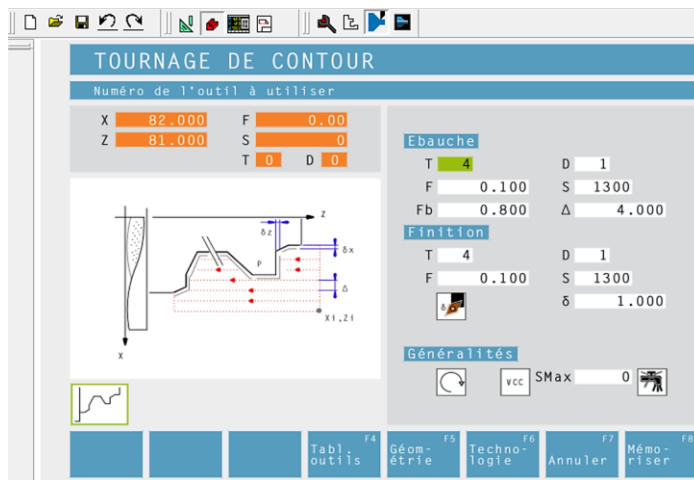 TOURNAGE DE CONTOUR
Numéro de l'outil à utiliser
X 82.000 F 0.00
Z 81.000 S 0
T 0 D 0
Ebauche
T 4 D 1
F 0.100 S 1300
Fb 0.800 Δ 4.000
Finition
T 4 D 1
F 0.100 S 1300
δ δ 1.000
Généralités
VCC SMax 0
Z
δz
δx
P
Δ
Xi,Zi
X
F4 F5 F6 F7 F8
Tabl. Géom- Techno- Mémo-
outils étrie logie Annuler riser